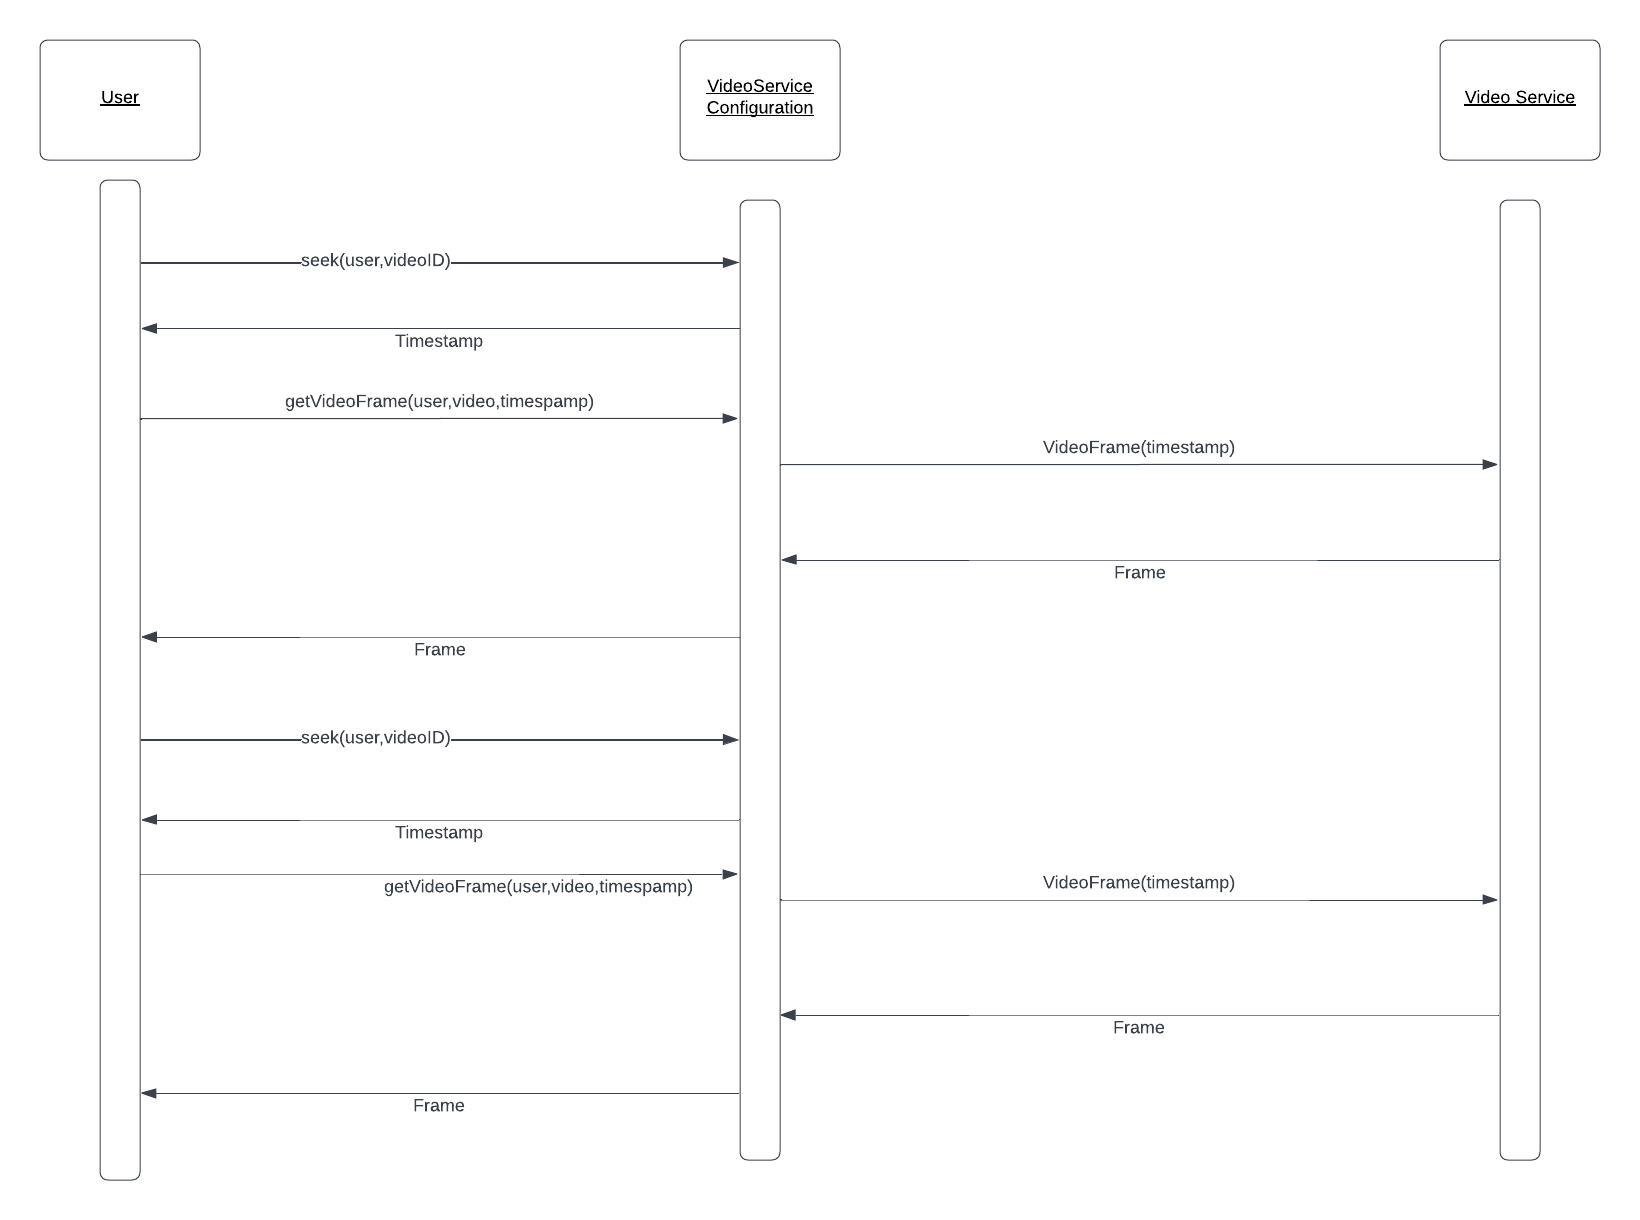 User
VideoService
Configuration
Video Service
seek(user,videoID)
Timestamp
getVideoFrame(user,video,timespamp)
VideoFrame(timestamp)
Frame
Frame
seek(user,videoID)
Timestamp
getVideoFrame(user,video,timespamp)
VideoFrame(timestamp)
Frame
Frame